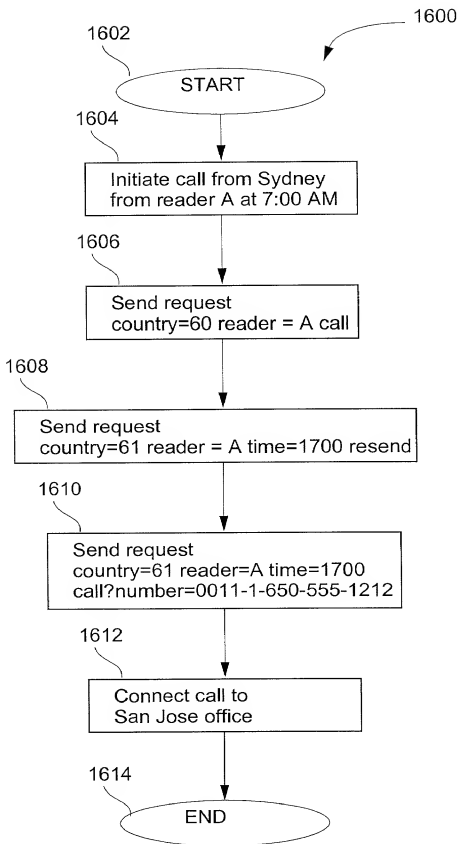 1600
1602
START
1604
Initiate call from Sydney
from reader A at 7:00 AM
1606
Send request
country=60 reader = A call
1608
Send request
country=61 reader = A time=1700 resend
1610
Send request
country=61 reader=A time=1700
call?number=0011-1-650-555-1212
1612
Connect call to
San Jose office
1614
END